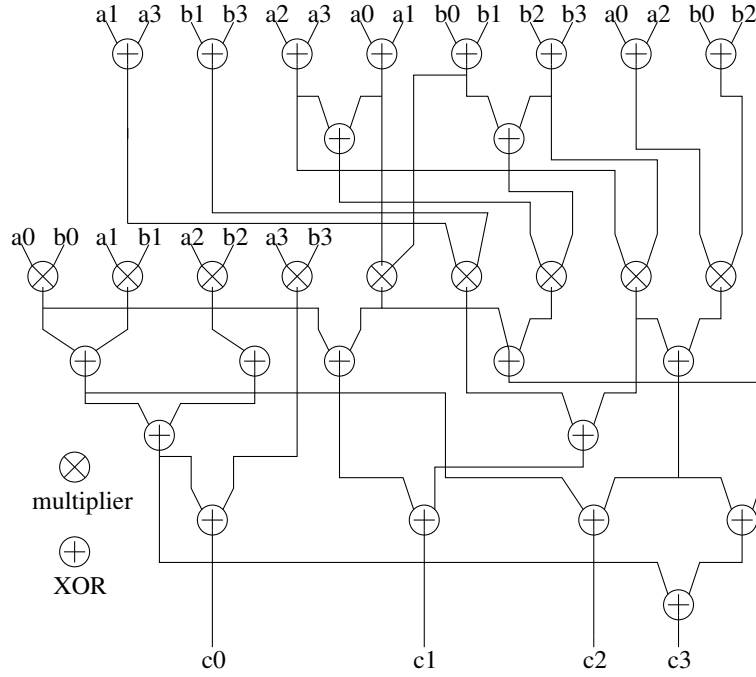 a1 a3 b1 b3 a2 a3 a0 a1 b0 b1 b2 b3 a0 a2 b0 b2
a0 b0 a1 b1 a2 b2 a3 b3
multiplier
XOR
c0 c1 c2 c3